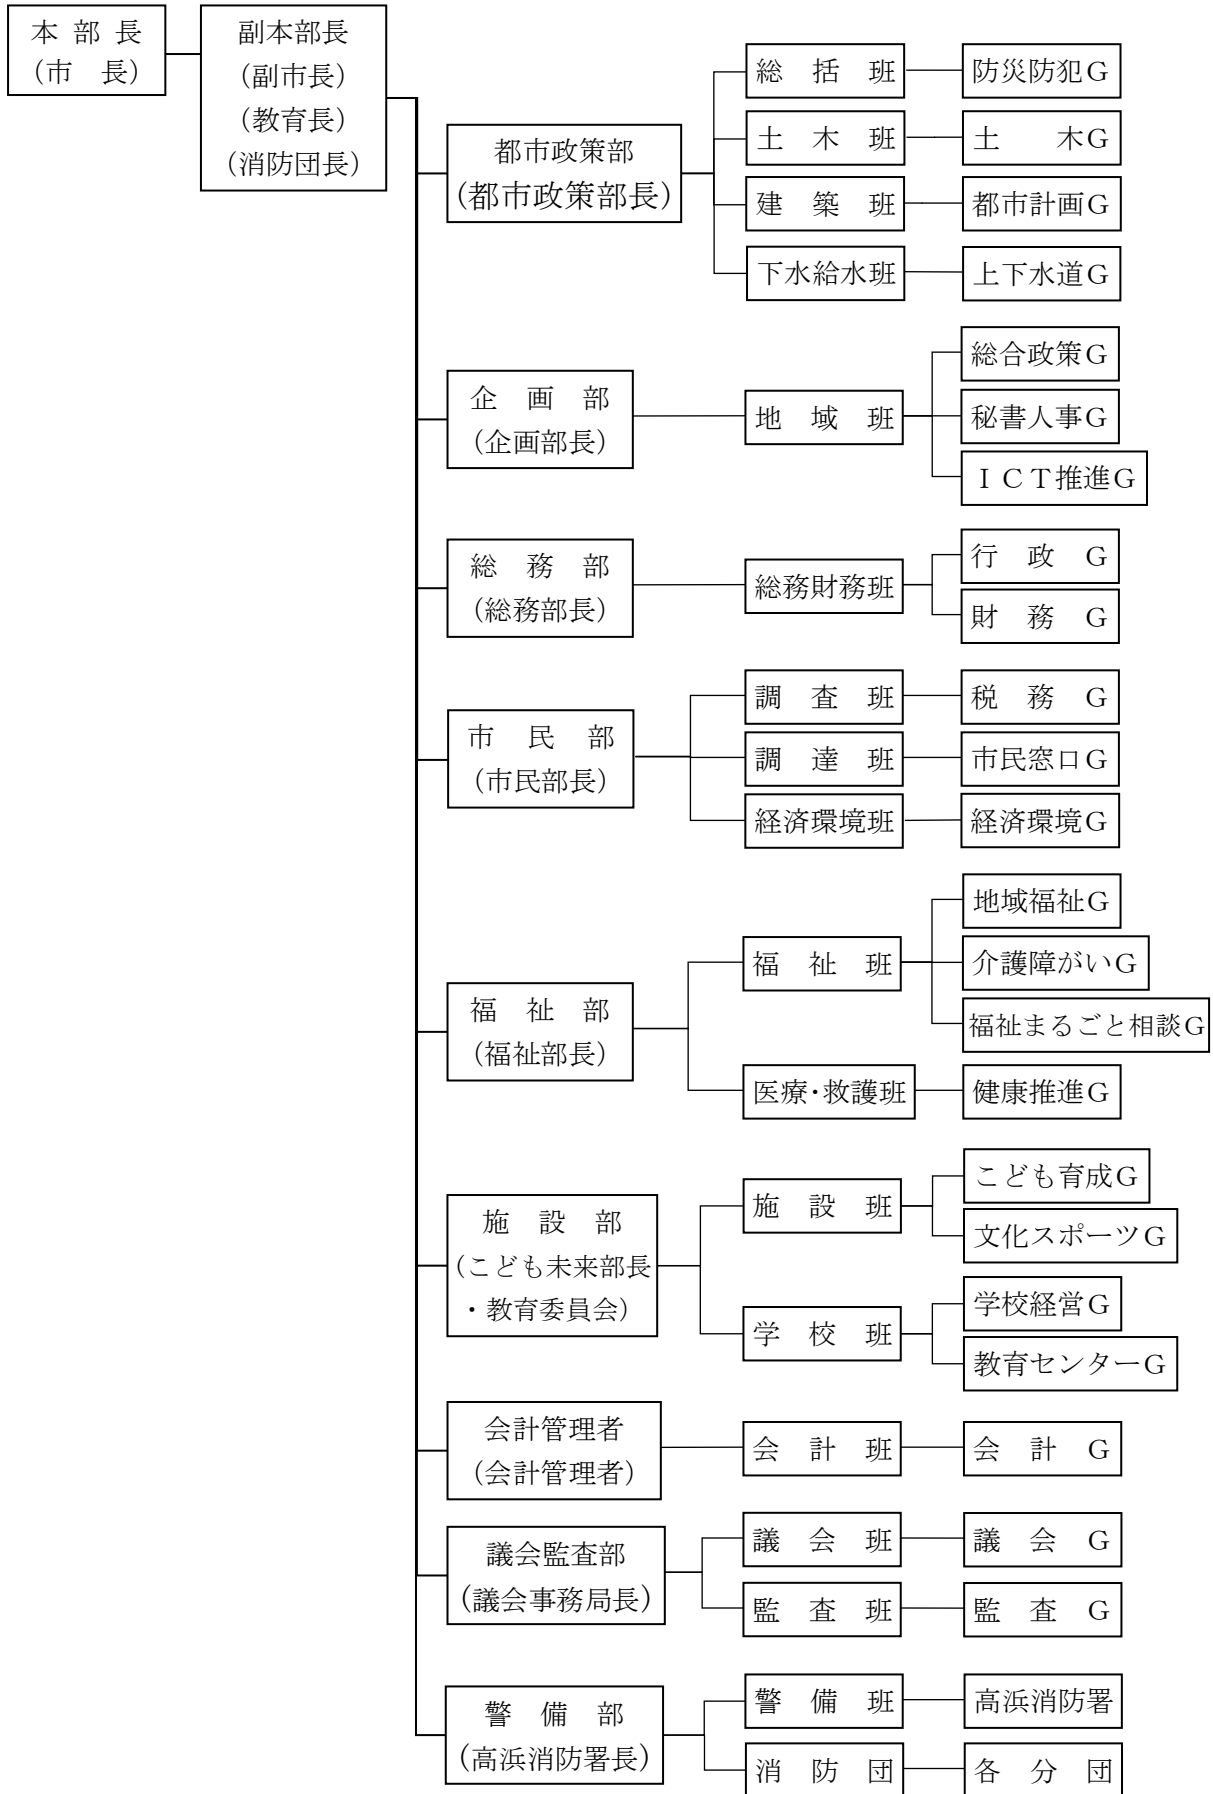 本部長
(市　長)
副本部長
(副市長)
(教育長)
(消防団長)
都市政策部
(都市政策部長)
総　括　班
防災防犯G
土　木　班
土　　木G
建　築　班
都市計画G
下水給水班
上下水道G
企　画　部
(企画部長)
地　域　班
総合政策G
秘書人事G
ＩＣＴ推進G
総　務　部
(総務部長)
総務財務班
行　政　G
財　務　G
市　民　部
(市民部長)
調　査　班
税　務　G
調　達　班
市民窓口G
経済環境班
経済環境G
福　祉　部
(福祉部長)
福　祉　班
地域福祉G
介護障がいG
福祉まるごと相談G
医療・救護班
健康推進G
施　設　部
(こども未来部長
・教育委員会)
施　設　班
こども育成G
文化スポーツG
学　校　班
学校経営G
教育センターG
会計管理者
(会計管理者)
会　計　班
会　計　G
議会監査部
(議会事務局長)
議　会　班
議　会　G
監　査　班
監　査　G
警　備　部
(高浜消防署長)
警　備　班
高浜消防署
消　防　団
各　分　団